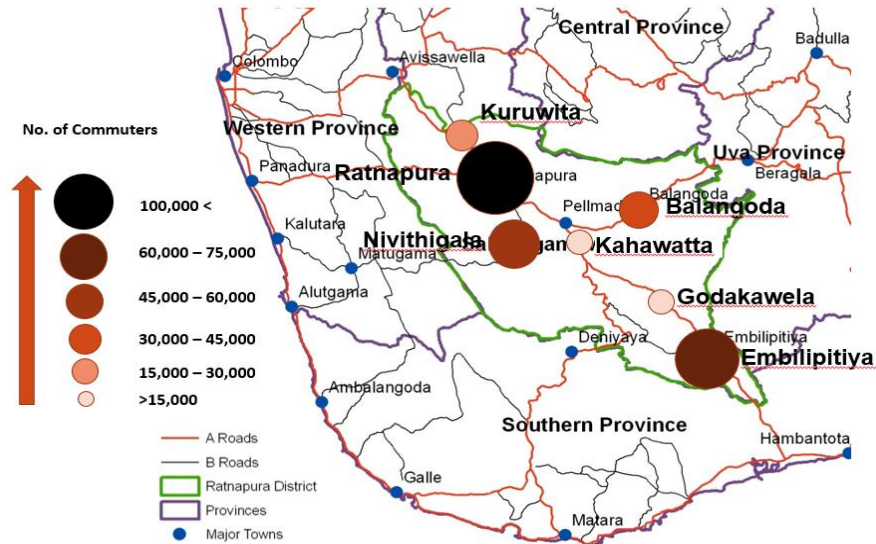 Central Province
Badulla
Avissawella
Colombo
Kuruwita
No. of Commuters
Western Province
Uva Province
Beragala
Panadura
Ratnapura
apura
Balangoda
Balangoda
100,000 <
Pellmad
Kalutara
Nivithigala
Kahawatta
60,000 – 75,000
Matugama
Godakawela
Alutgama
45,000 – 60,000
30,000 – 45,000
Deniyaya
Embilipitiya
Embilipitiya
15,000 – 30,000
>15,000
Ambalangoda
Southern Province
A Roads
Hambantota
B Roads
Galle
Ratnapura District
Provinces
Matara
Major Towns